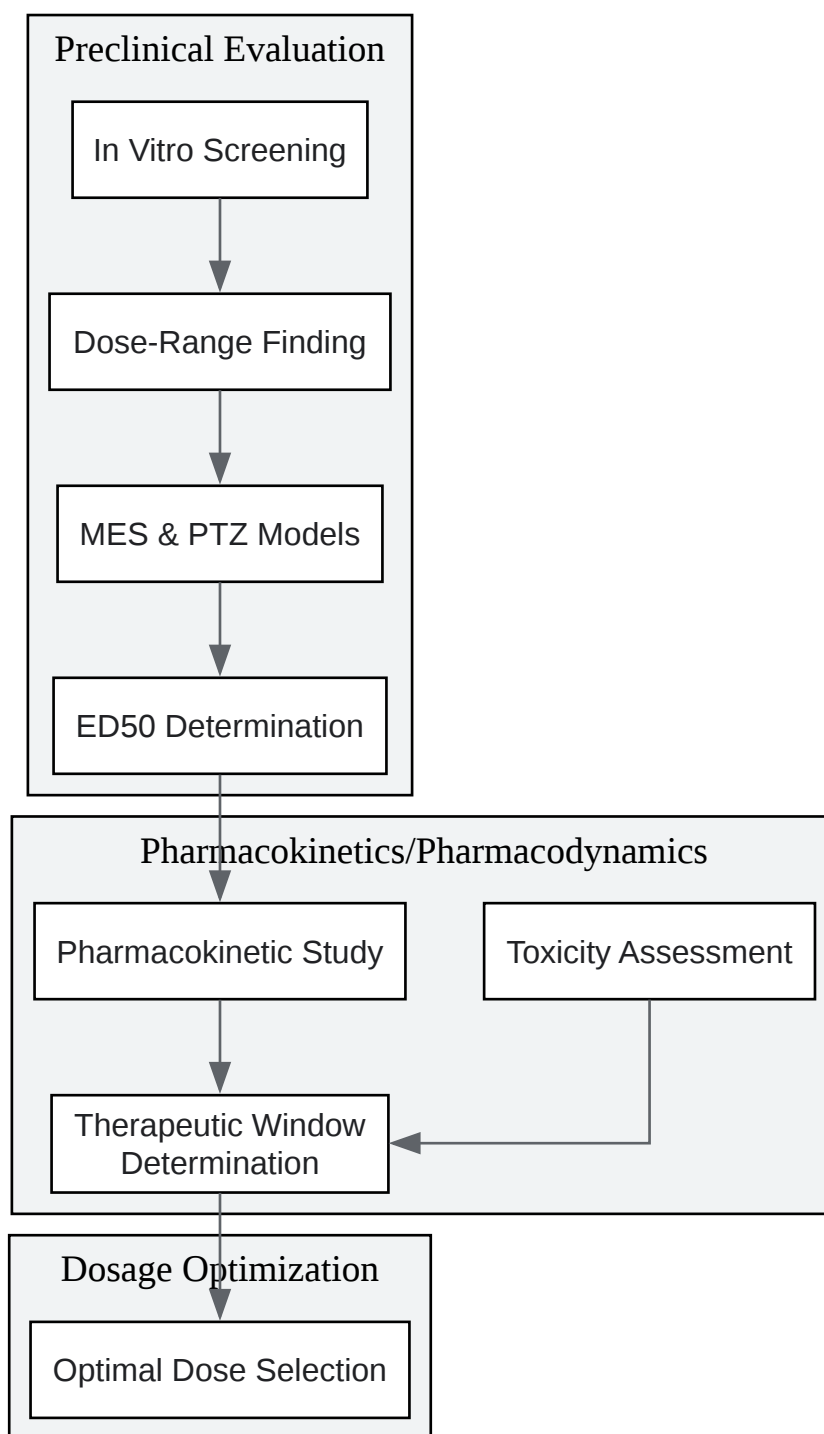 Preclinical Evaluation
In Vitro Screening
Dose-Range Finding
MES & PTZ Models
ED50 Determination
Pharmacokinetics/Pharmacodynamics
Pharmacokinetic Study
Toxicity Assessment
Therapeutic Window
Determination
Dosage Optimization
Optimal Dose Selection